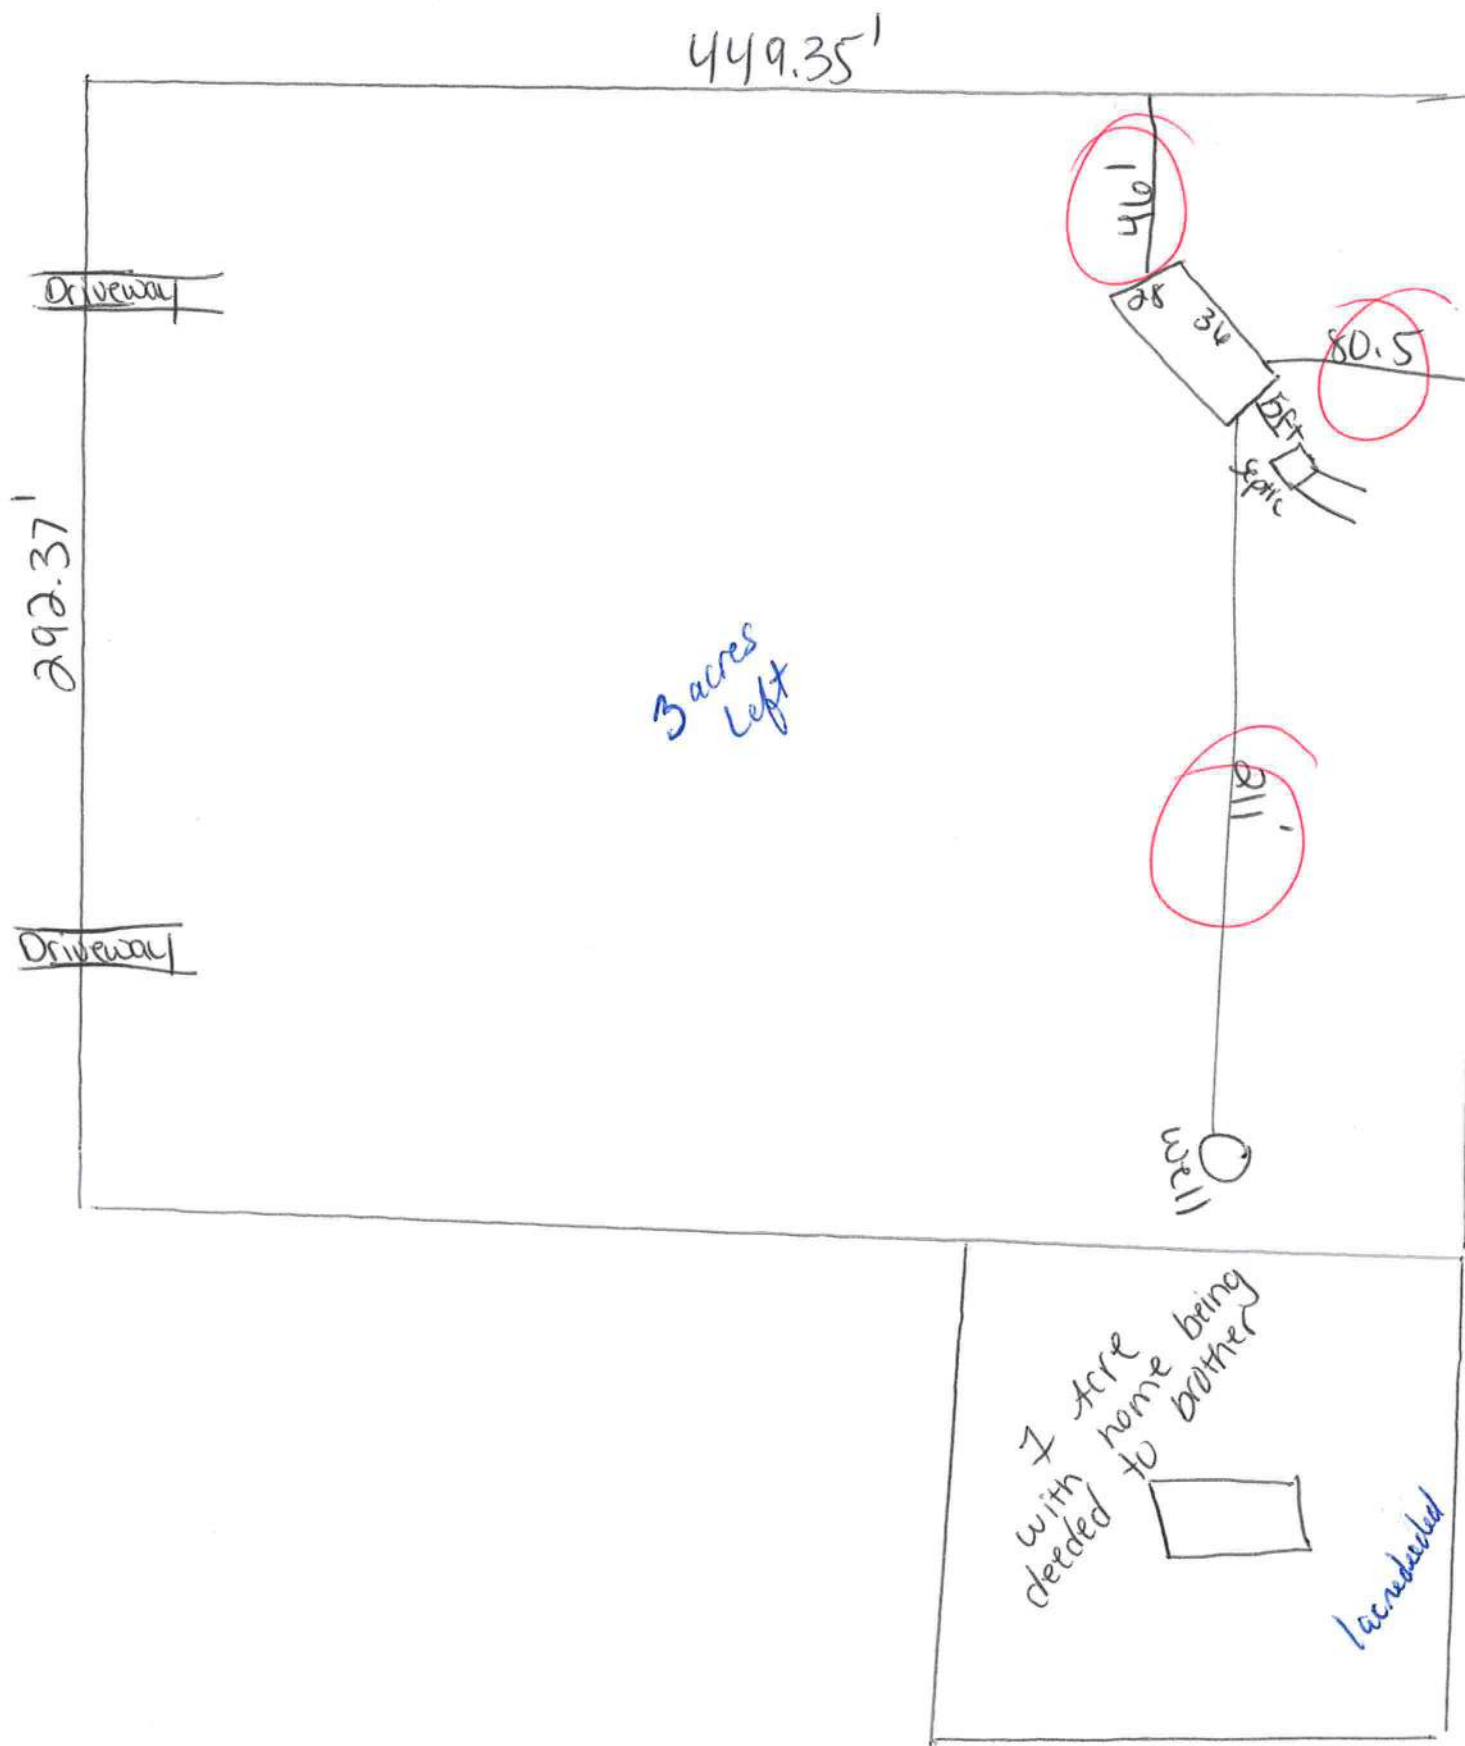 449.35'
46'
Driveway
28
36
80.5
5ft
septic
292.37'
3 acres
left
211'
Driveway
well
1 Acre
with home being
deeded to brother
1 acre deeded